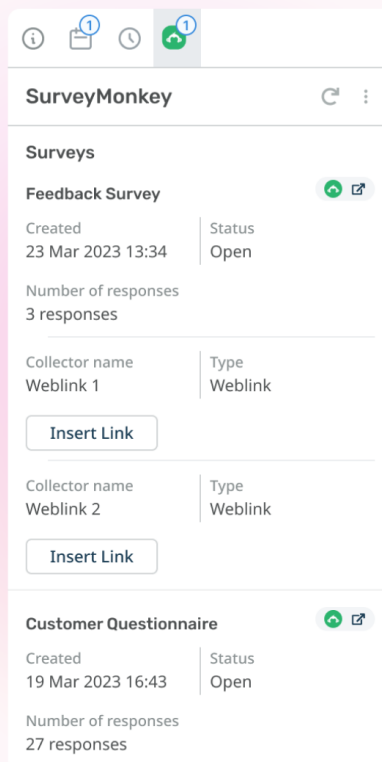 1 1
SurveyMonkey
Surveys
Feedback Survey
Created Status
23 Mar 2023 13:34 Open
Number of responses
3 responses
Collector name Type
Weblink 1 Weblink
Insert Link
Collector name Type
Weblink 2 Weblink
Insert Link
Customer Questionnaire
Created Status
19 Mar 2023 16:43 Open
Number of responses
27 responses